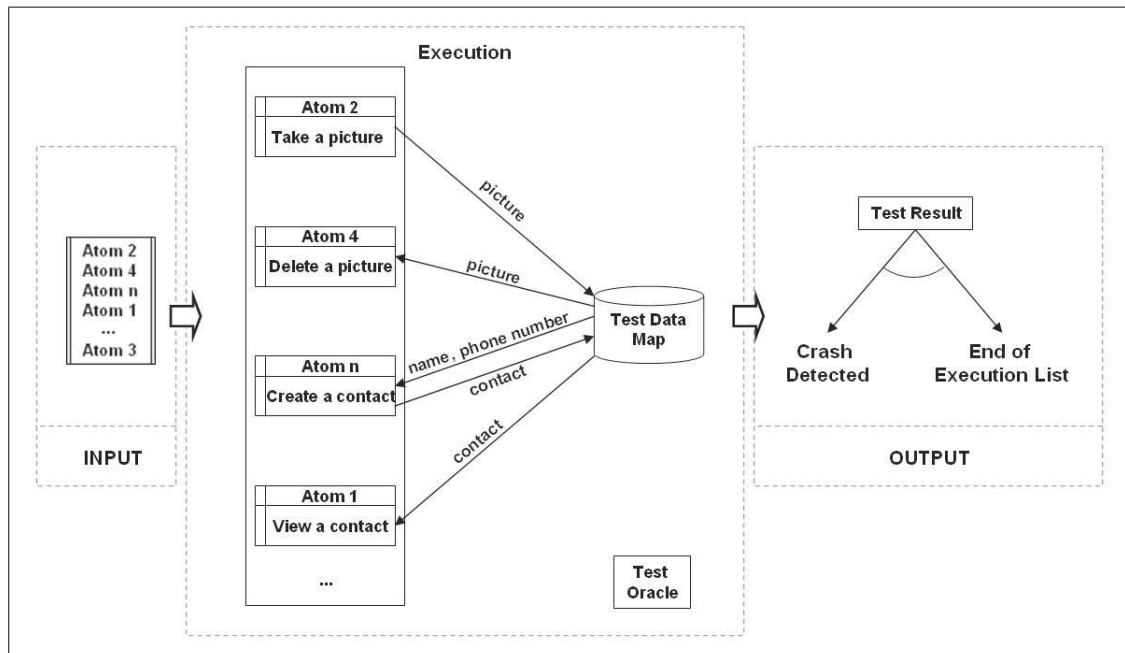 Execution
Atom 2
Take a picture
picture
Atom 4
Delete a picture
picture
Atom 2
Atom 4
Atom n
Atom 1
...
Atom 3
INPUT
name, phone number
Atom n
Create a contact
contact
Test Data
Map
contact
Atom 1
View a contact
...
Test
Oracle
Test Result
Crash
Detected
End of
Execution List
OUTPUT